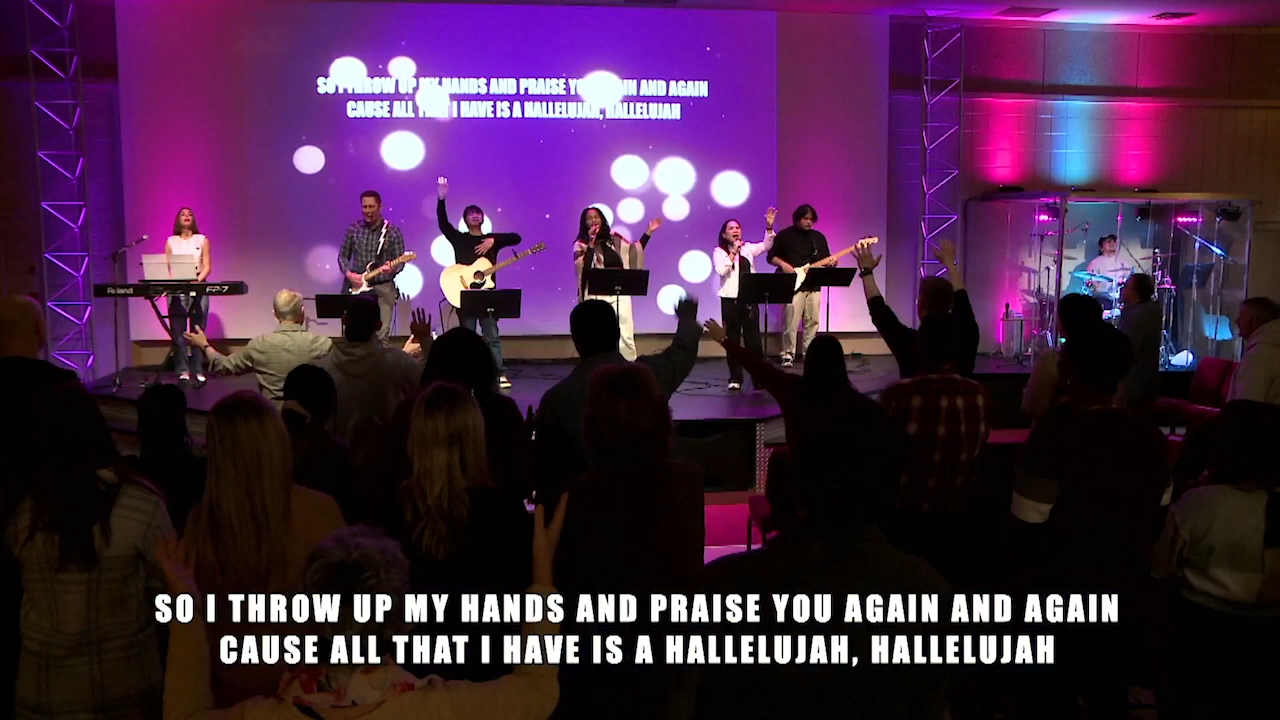 SO I THROW UP MY HANDS AND PRAISE YOU AGAIN AND AGAIN
CAUSE ALL THAT I HAVE IS A HALLELUJAH, HALLELUJAH
Roland
FP-7
SO I THROW UP MY HANDS AND PRAISE YOU AGAIN AND AGAIN
CAUSE ALL THAT I HAVE IS A HALLELUJAH, HALLELUJAH